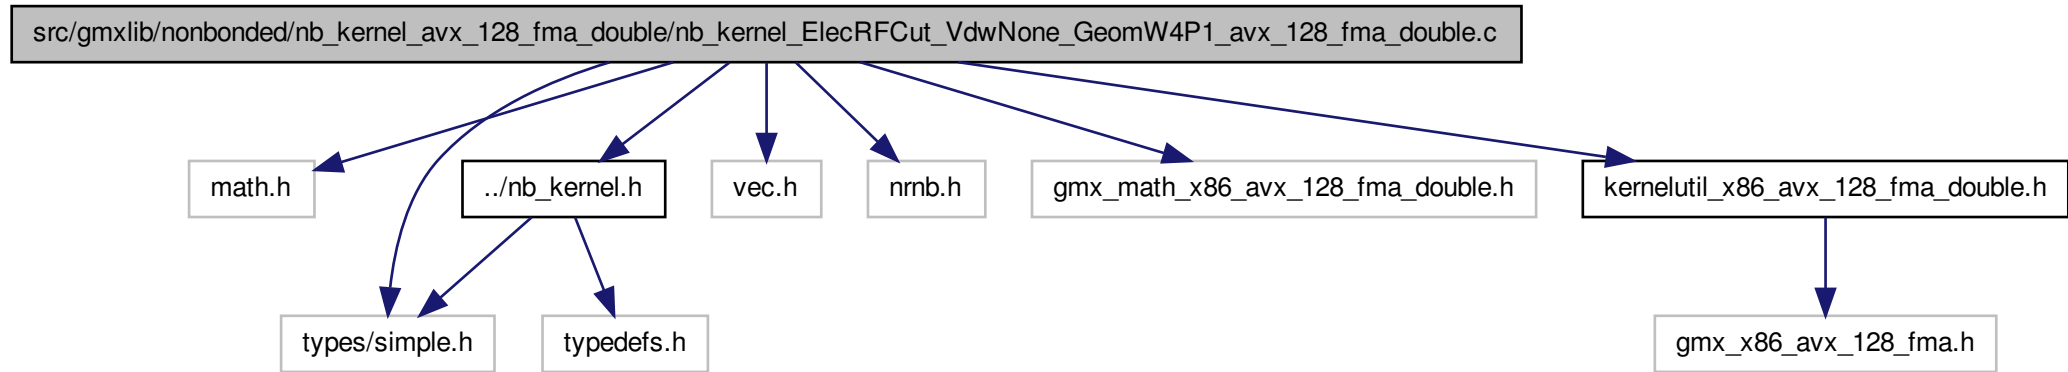 src/gmxlib/nonbonded/nb_kernel_avx_128_fma_double/nb_kernel_ElecRFCut_VdwNone_GeomW4P1_avx_128_fma_double.c
math.h
../nb_kernel.h
vec.h
nrnb.h
gmx_math_x86_avx_128_fma_double.h
kernelutil_x86_avx_128_fma_double.h
types/simple.h
typedefs.h
gmx_x86_avx_128_fma.h